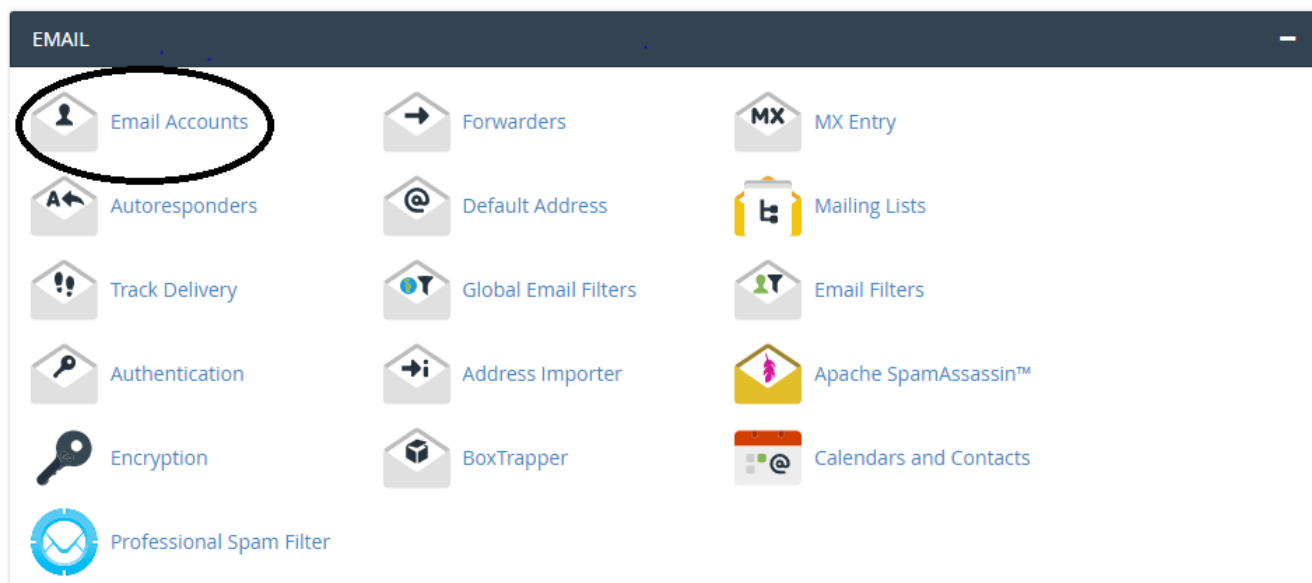 EMAIL
Email Accounts
Forwarders
MX
MX Entry
A
Autoresponders
@
Default Address
Mailing Lists
Track Delivery
Global Email Filters
Email Filters
Authentication
i
Address Importer
Apache SpamAssassin™
Encryption
BoxTrapper
@
Calendars and Contacts
Professional Spam Filter